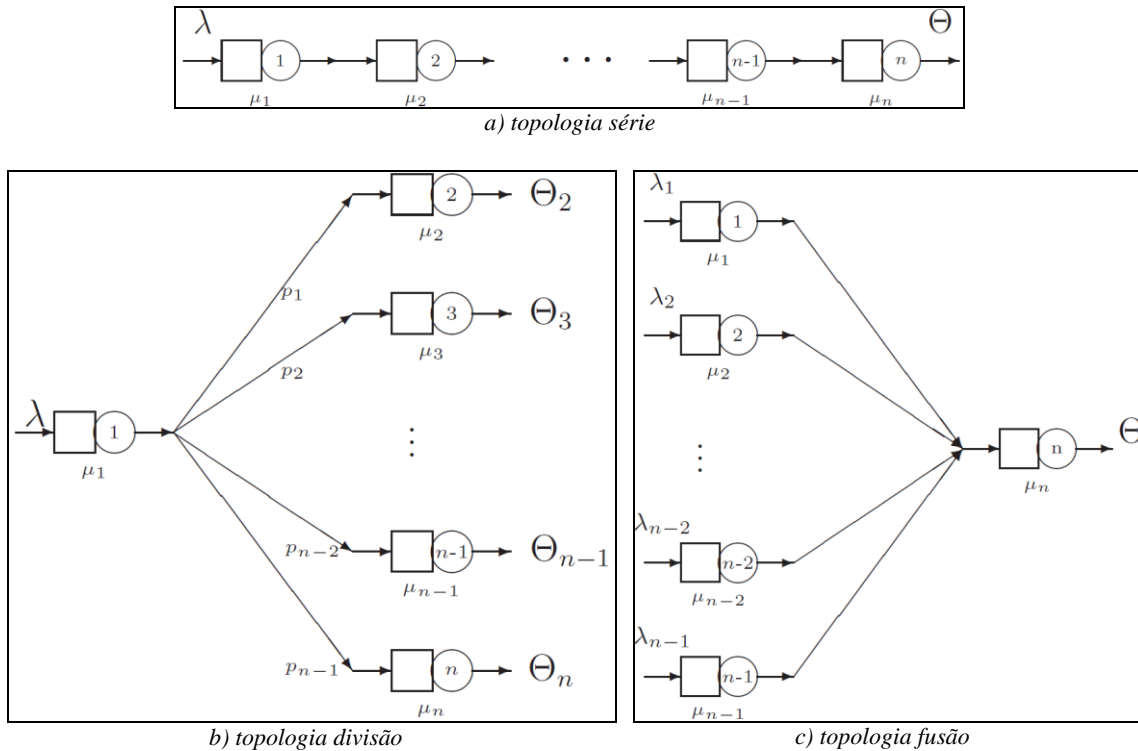 λ Θ
1 2 · · · n-1 n
μ₁ μ₂ μₙ₋₁ μₙ
a) topologia série
2 Θ₂
μ₂
p₁
3 Θ₃
μ₃
p₂
λ
1
μ₁
⋮
pₙ₋₂
n-1 Θₙ₋₁
μₙ₋₁
pₙ₋₁
n Θₙ
μₙ
b) topologia divisão
λ₁
1
μ₁
λ₂
2
μ₂
⋮
n Θ
μₙ
λₙ₋₂
n-2
μₙ₋₂
λₙ₋₁
n-1
μₙ₋₁
c) topologia fusão